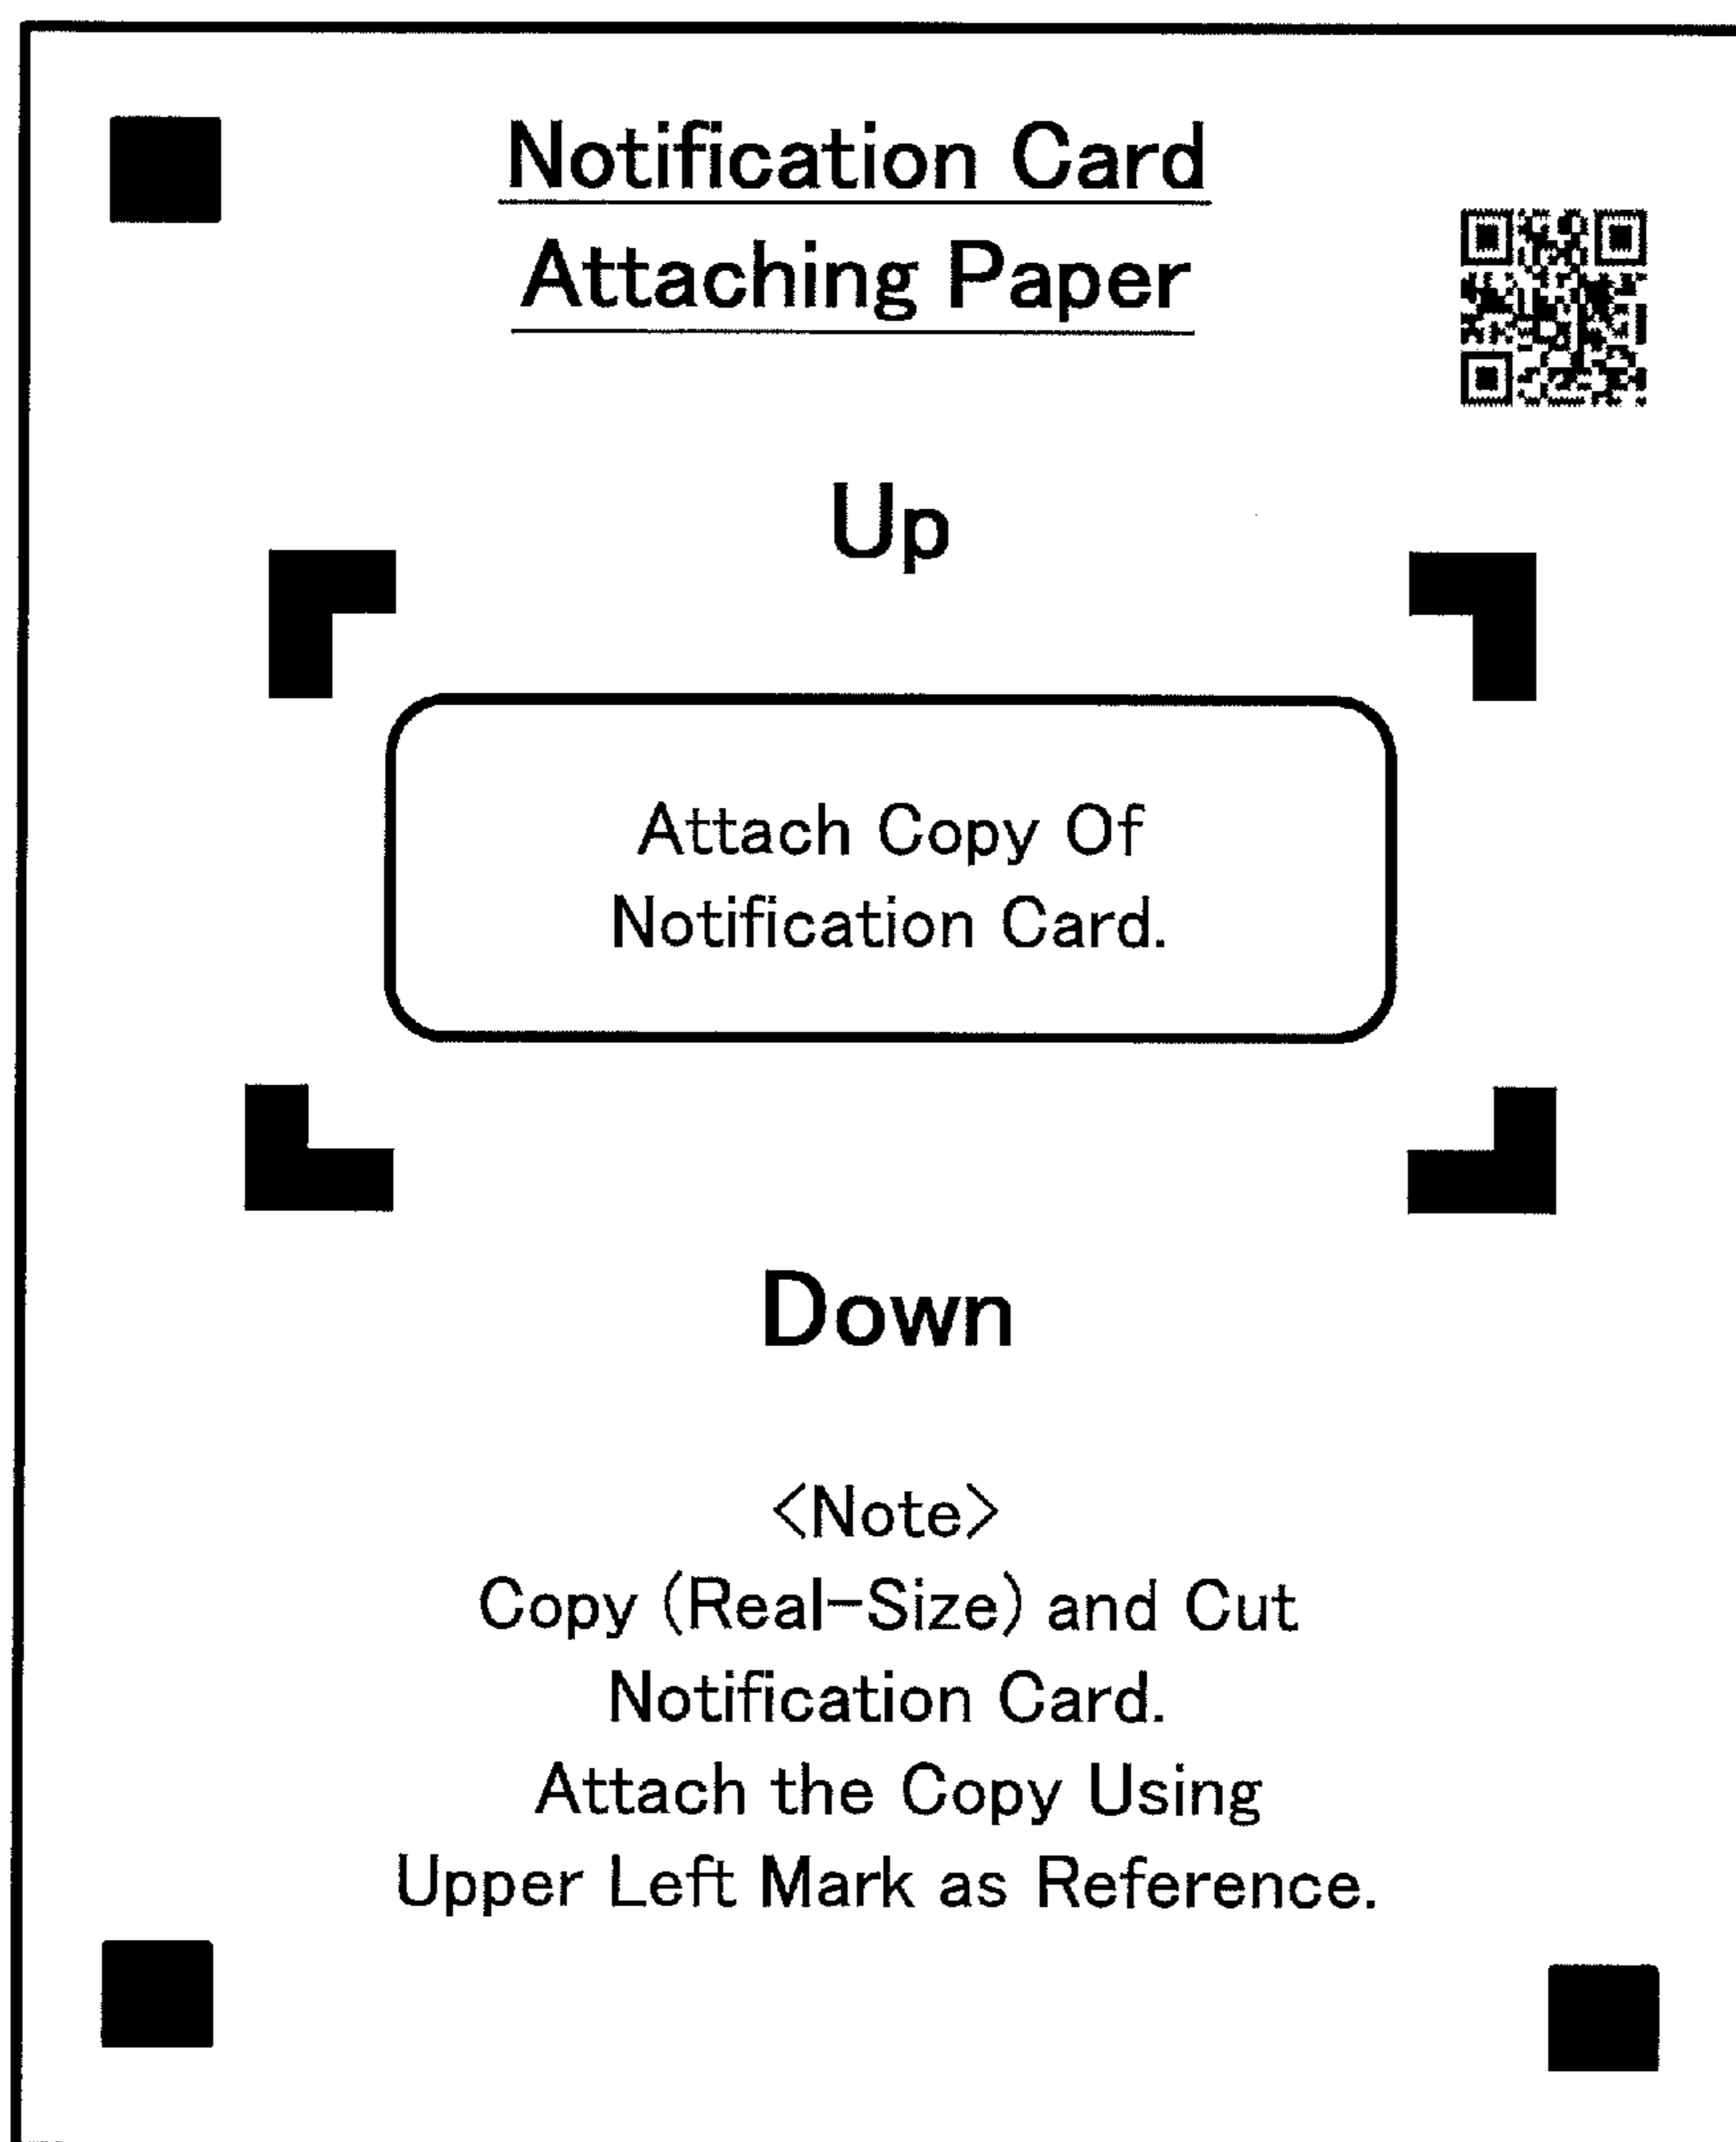 Notification Card
Attaching Paper
Up
Attach Copy Of
Notification Card.
Down
<Note>
Copy (Real-Size) and Cut
Notification Card.
Attach the Copy Using
Upper Left Mark as Reference.